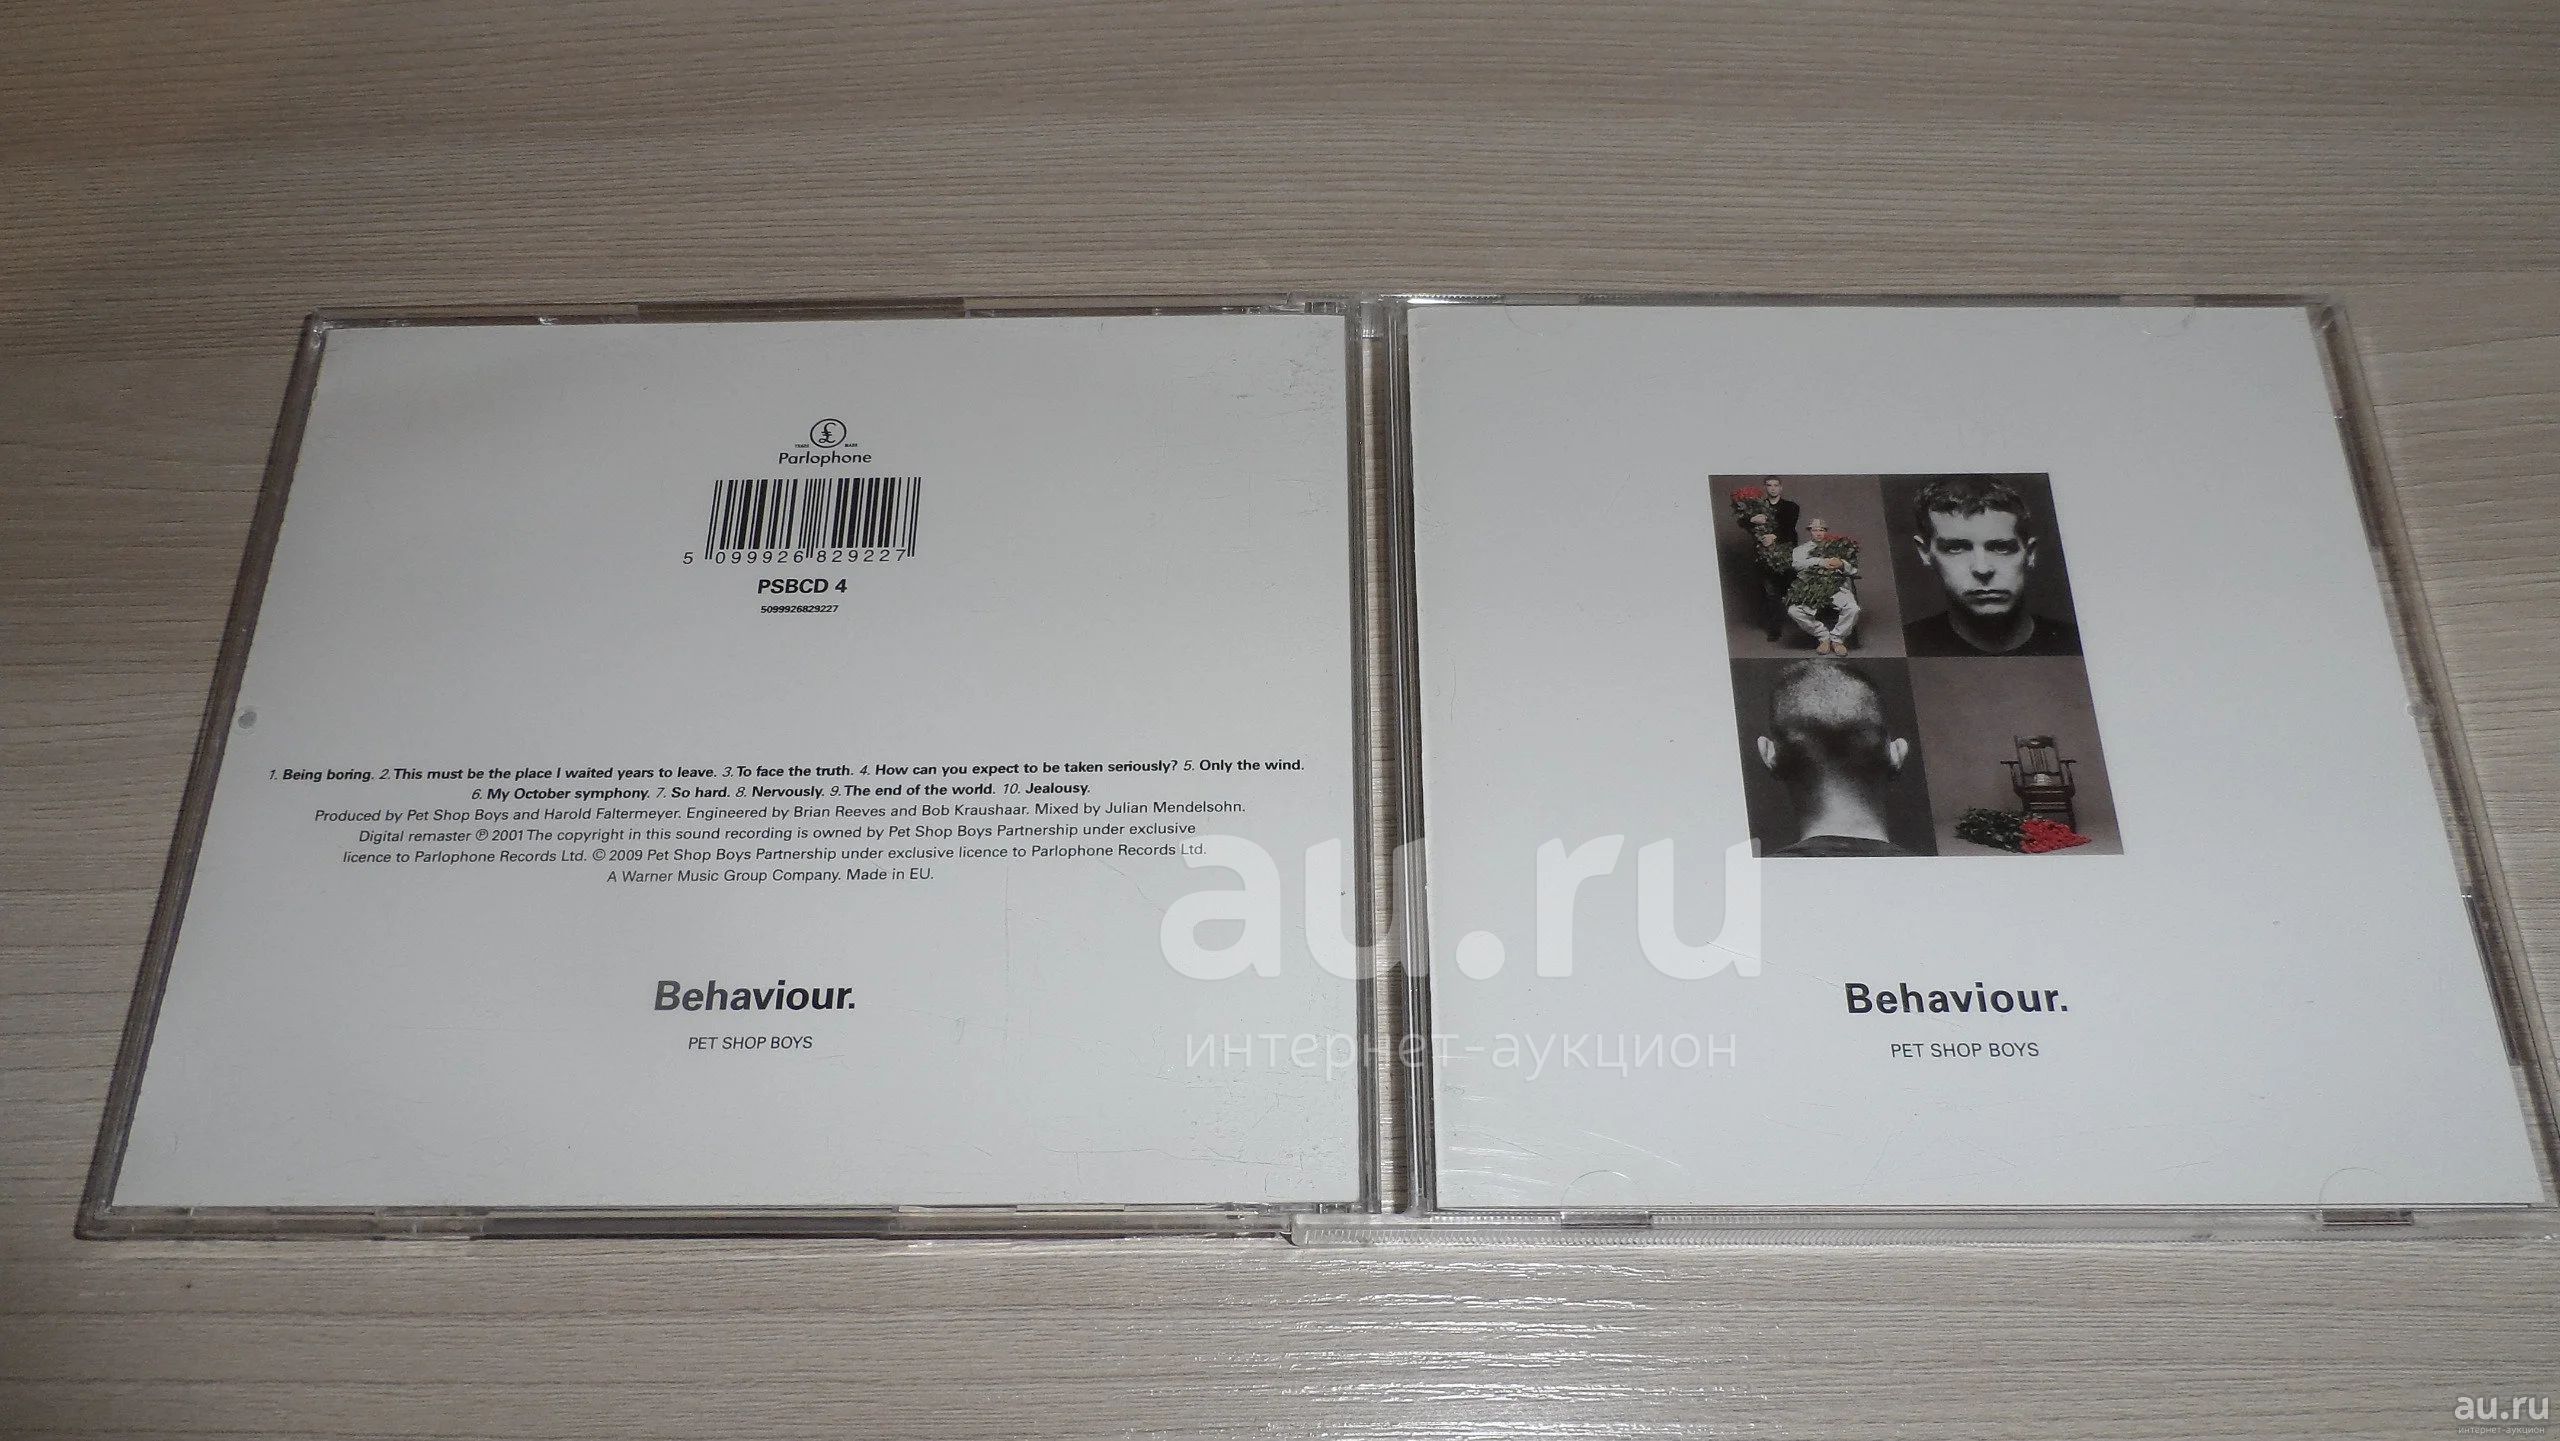 TRADE MARK
Parlophone
5 099926 829227
PSBCD 4
5099926829227
1. Being boring. 2. This must be the place I waited years to leave. 3. To face the truth. 4. How can you expect to be taken seriously? 5. Only the wind.
6. My October symphony. 7. So hard. 8. Nervously. 9. The end of the world. 10. Jealousy.
Produced by Pet Shop Boys and Harold Faltermeyer. Engineered by Brian Reeves and Bob Kraushaar. Mixed by Julian Mendelsohn.
Digital remaster ℗ 2001 The copyright in this sound recording is owned by Pet Shop Boys Partnership under exclusive
licence to Parlophone Records Ltd. © 2009 Pet Shop Boys Partnership under exclusive licence to Parlophone Records Ltd.
A Warner Music Group Company. Made in EU.
Behaviour.
PET SHOP BOYS
Behaviour.
PET SHOP BOYS
au.ru
интернет-аукцион
au.ru
интернет-аукцион